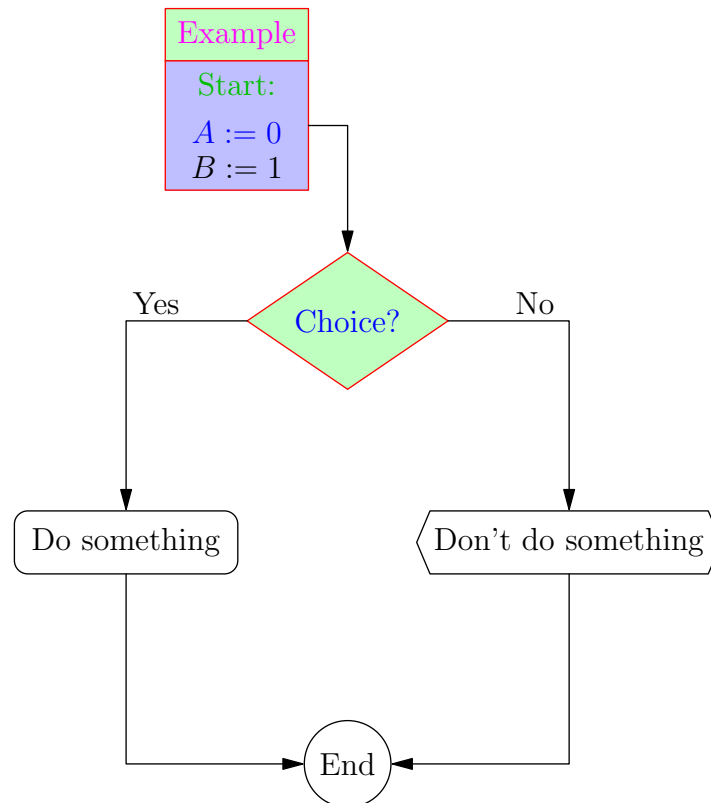 Example
Start:
A := 0
B := 1
Choice?
Yes
No
Do something
Don't do something
End